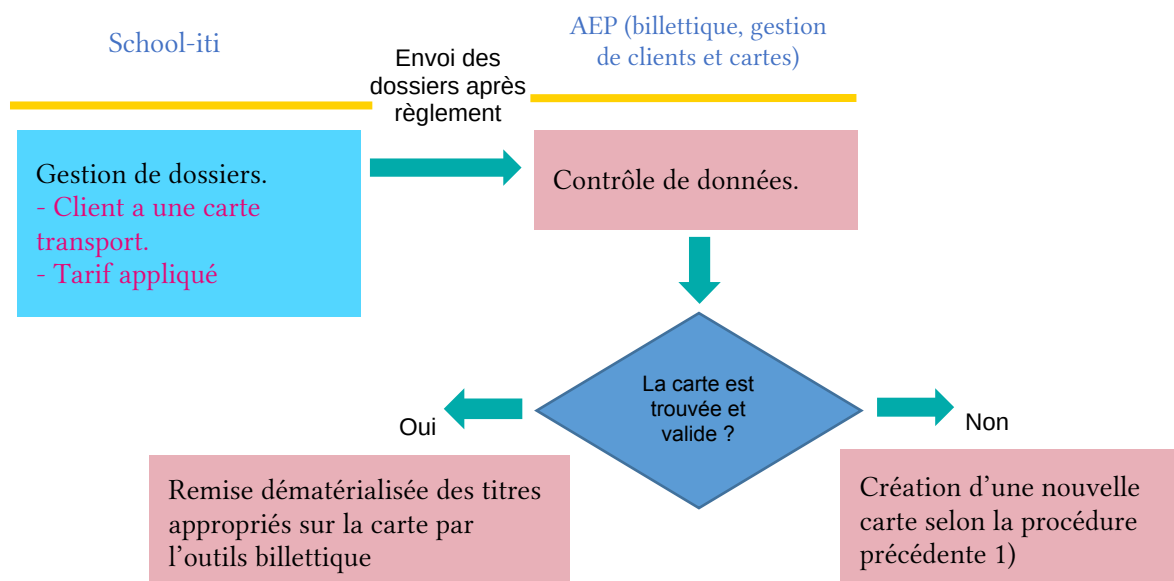 School-iti
Envoi des
dossiers après
règlement
AEP (billettique, gestion
de clients et cartes)
Gestion de dossiers.
- Client a une carte
transport.
- Tarif appliqué
Contrôle de données.
La carte est
trouvée et
valide ?
Oui
Non
Remise dématérialisée des titres
appropriés sur la carte par
l’outils billettique
Création d’une nouvelle
carte selon la procédure
précédente 1)